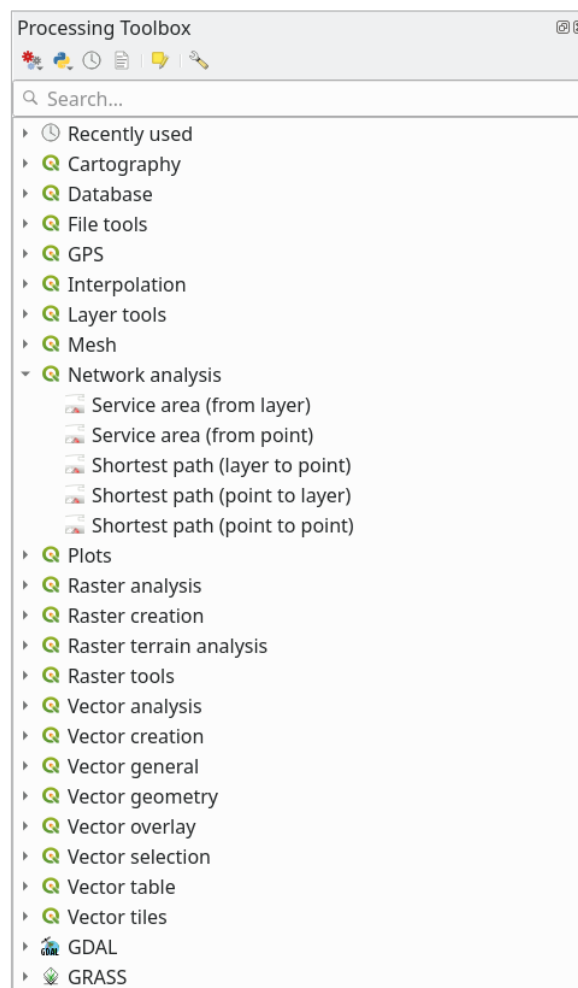 Processing Toolbox
Search...
Recently used
Cartography
Database
File tools
GPS
Interpolation
Layer tools
Mesh
Network analysis
Service area (from layer)
Service area (from point)
Shortest path (layer to point)
Shortest path (point to layer)
Shortest path (point to point)
Plots
Raster analysis
Raster creation
Raster terrain analysis
Raster tools
Vector analysis
Vector creation
Vector general
Vector geometry
Vector overlay
Vector selection
Vector table
Vector tiles
GDAL GDAL
GRASS